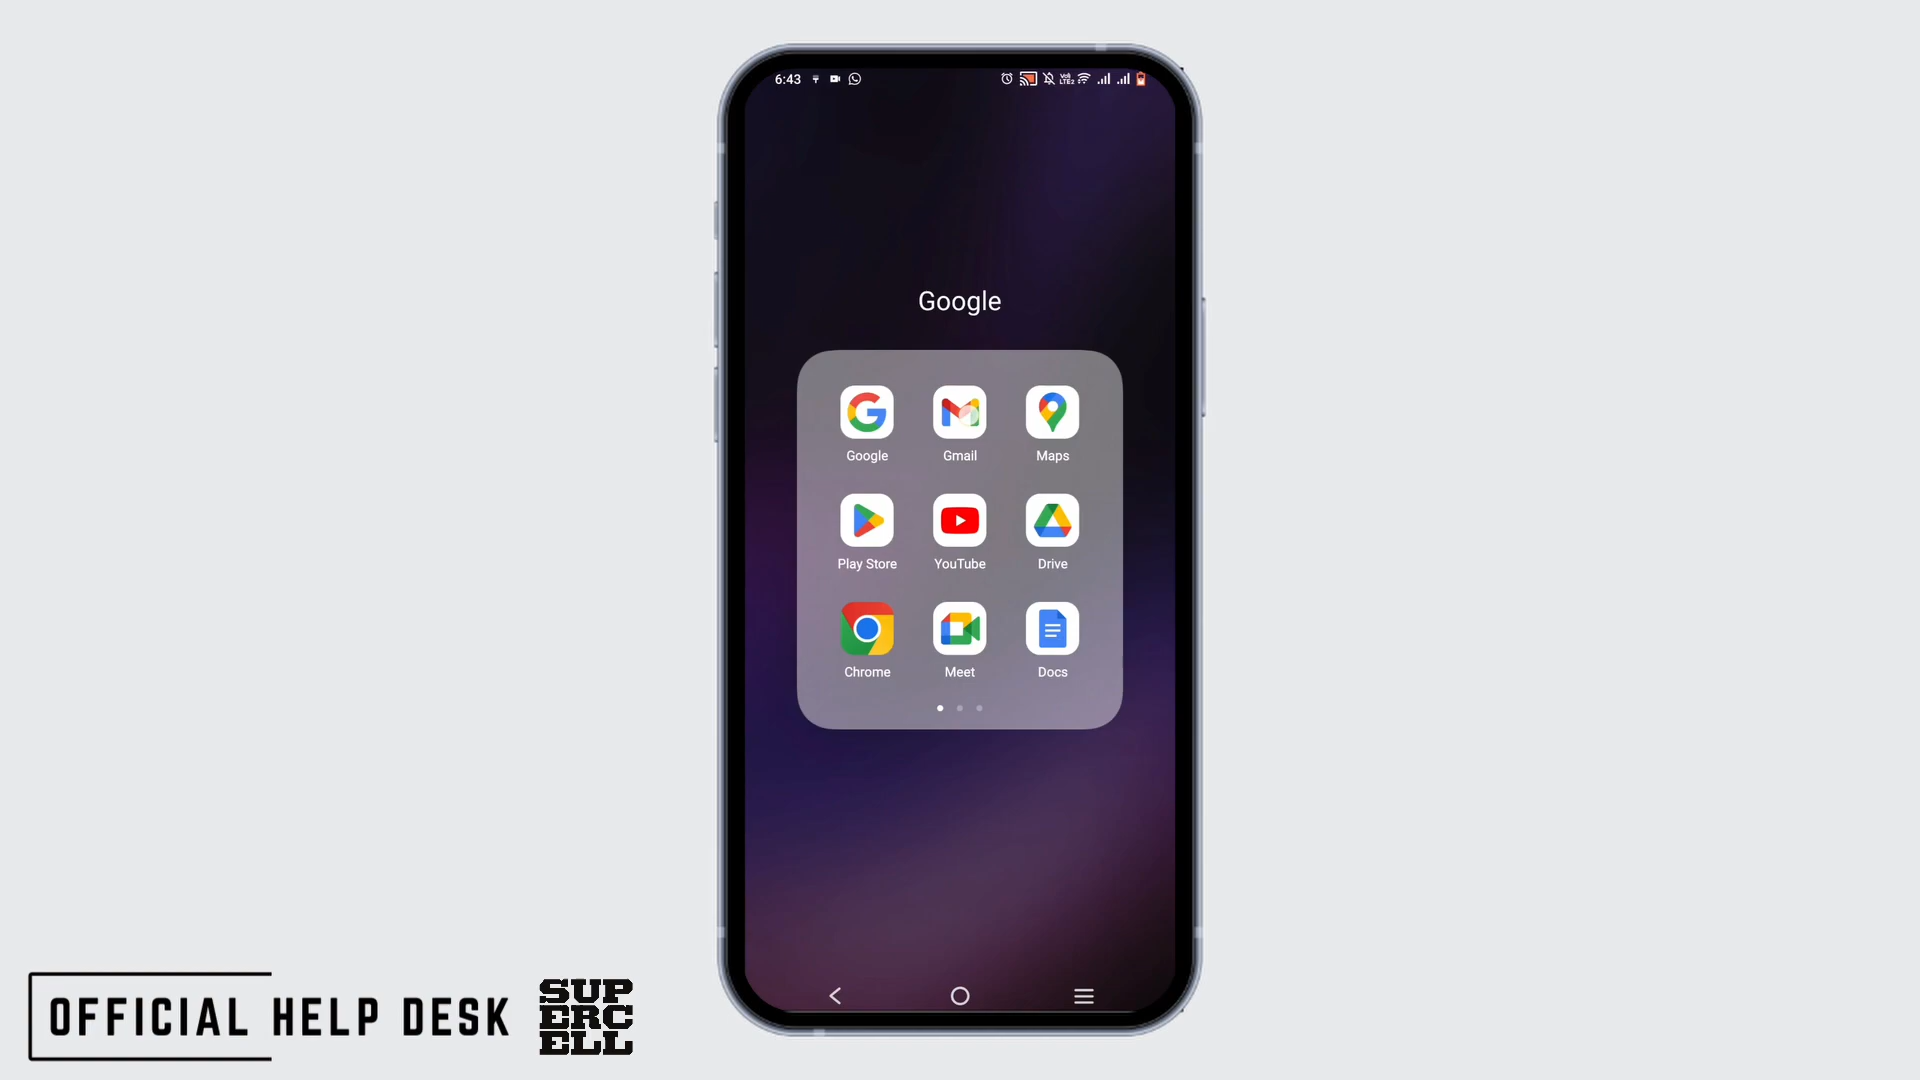 6:43
Google
Google Gmail Maps
Play Store YouTube Drive
Chrome Meet Docs
OFFICIAL HELP DESK
SUP
ERC
ELL